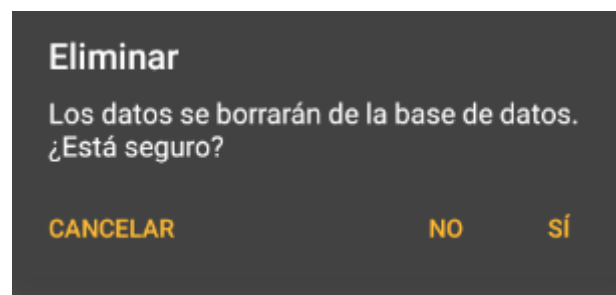 Eliminar
Los datos se borrarán de la base de datos.
¿Está seguro?
CANCELAR NO SÍ